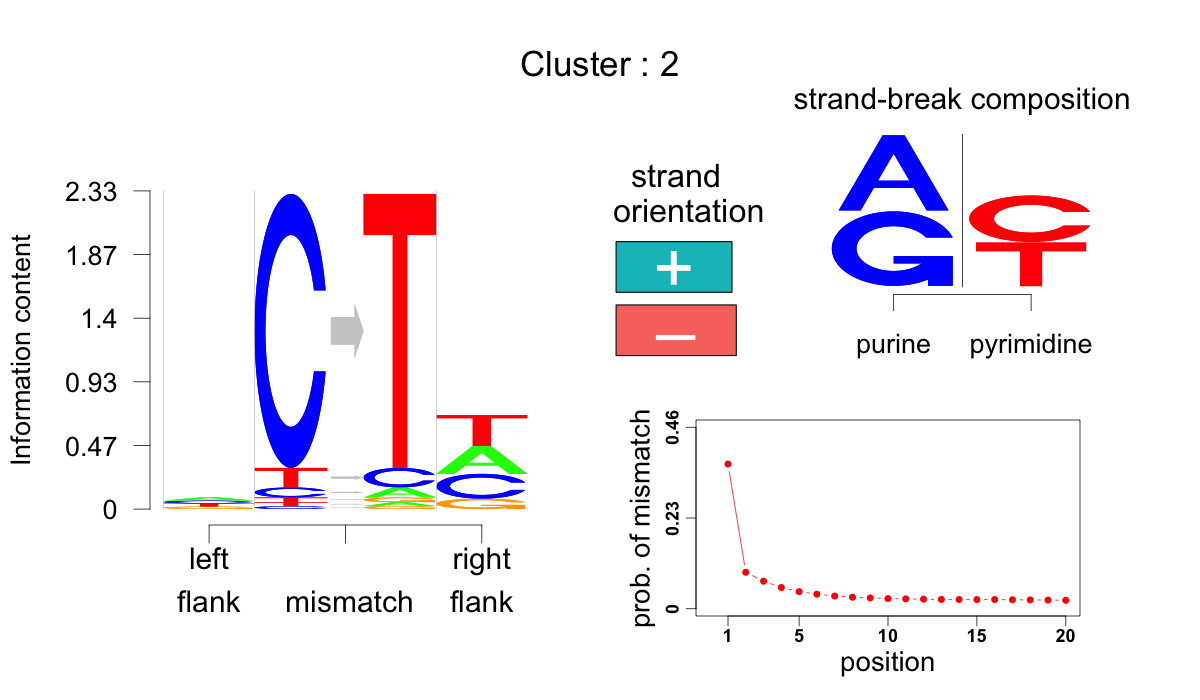 Cluster : 2
strand-break composition
A
G
C
T
purine
pyrimidine
strand
orientation
+
−
Information content
2.33
1.87
1.4
0.93
0.47
0
C
T
T
C
T
C
A
T
A
C
G
left
flank
mismatch
right
flank
prob. of mismatch
0.46
0.23
0
1
5
10
15
20
position